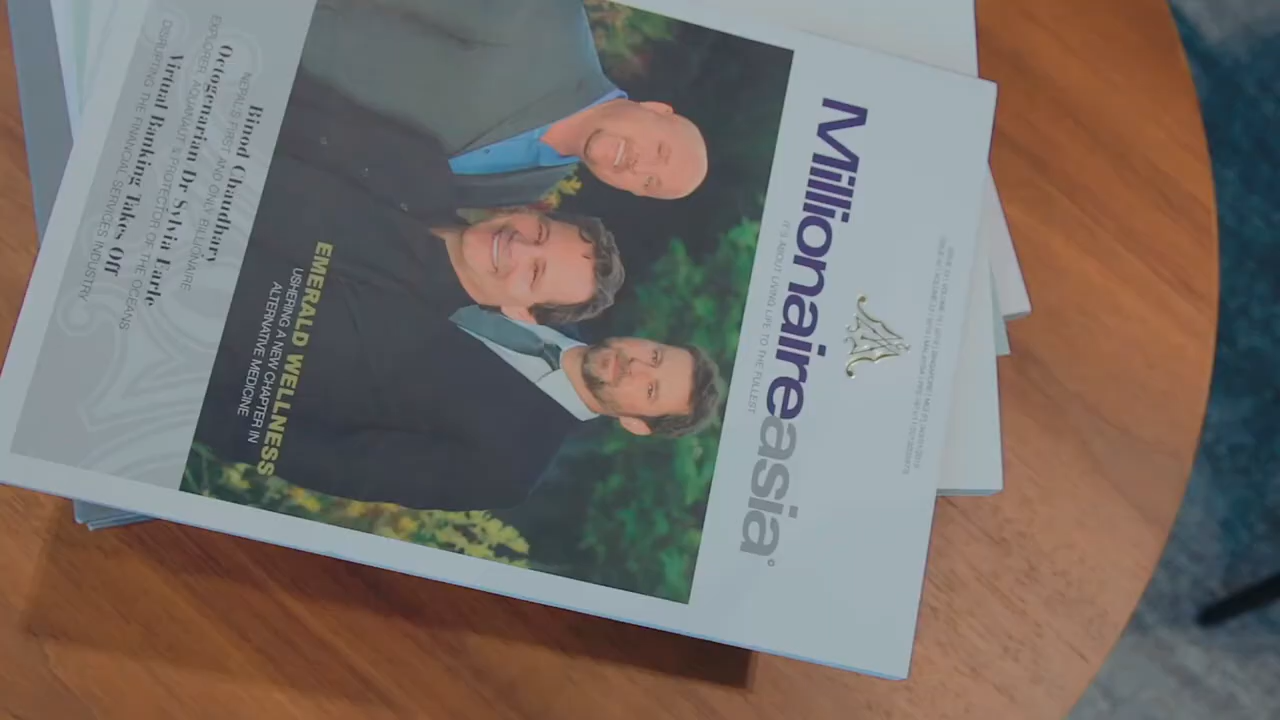 Millionaireasia
IT'S ABOUT LIVING LIFE TO THE FULLEST
EMERALD WELLNESS
USHERING A NEW CHAPTER IN
ALTERNATIVE MEDICINE
Binod Chaudhary
NEPAL'S FIRST AND ONLY BILLIONAIRE
Octogenarian Dr Sylvia Earle
EXPLORER, AQUANAUT & PROTECTOR OF THE OCEANS
Virtual Banking Takes Off
DISRUPTING THE FINANCIAL SERVICES INDUSTRY